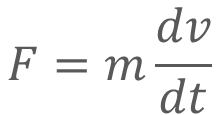 F = m dv/dt